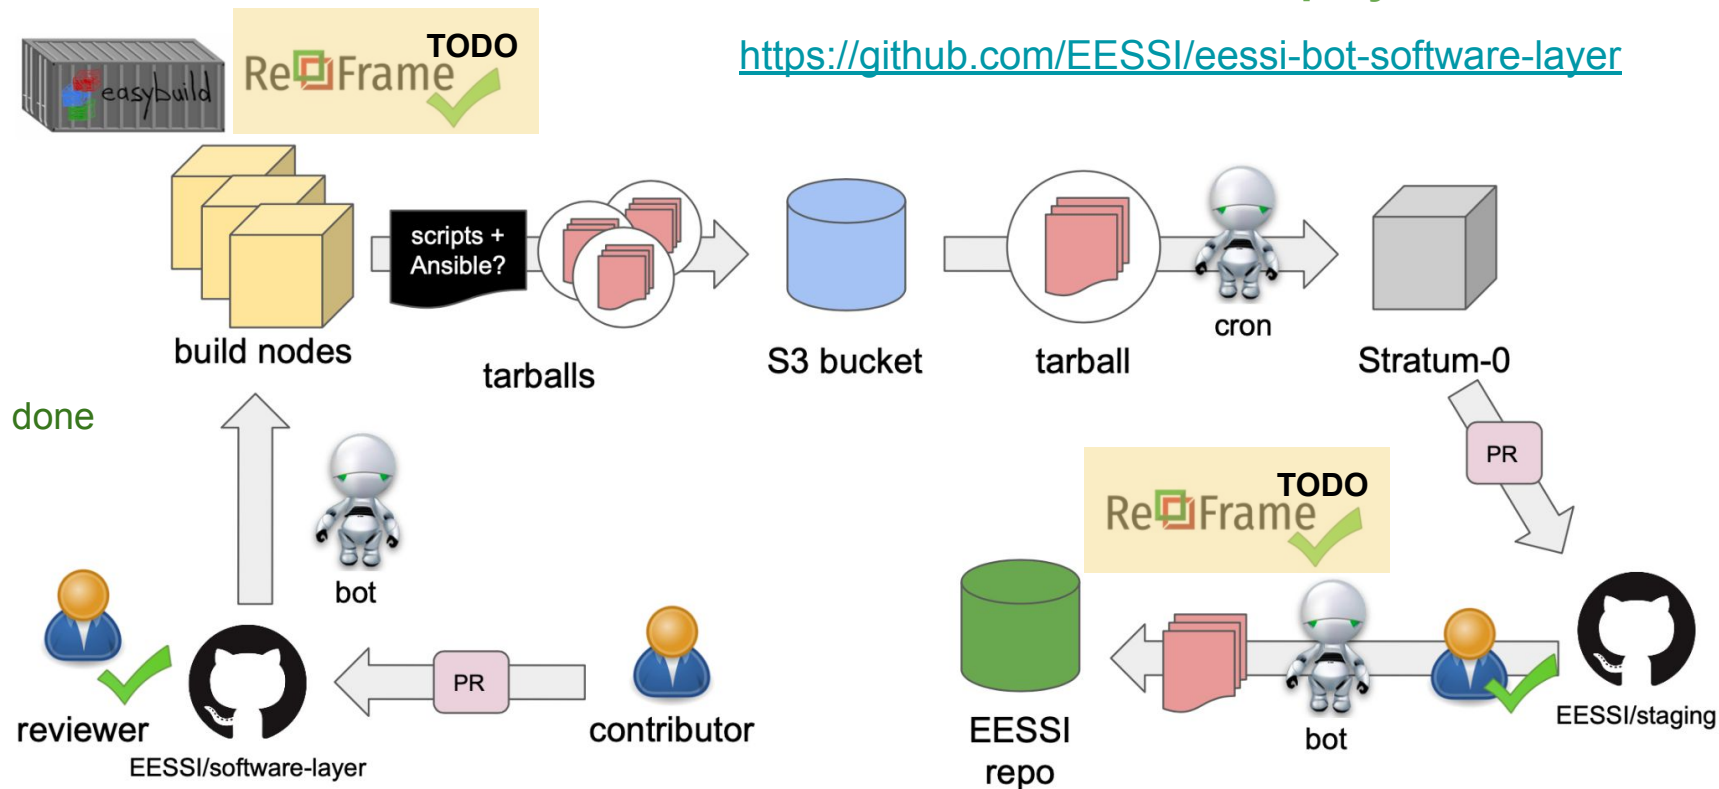 https://github.com/EESSI/eessi-bot-software-layer
easybuild
ReFrame
TODO
scripts +
Ansible?
build nodes
tarballs
S3 bucket
tarball
cron
Stratum-0
done
bot
PR
TODO
ReFrame
reviewer
EESSI/software-layer
PR
contributor
EESSI
repo
bot
EESSI/staging